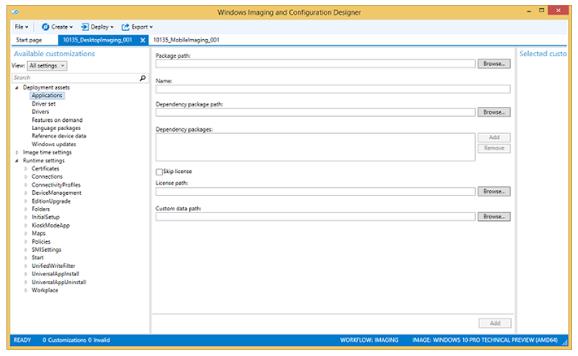 Windows Imaging and Configuration Designer
File Create Deploy Export
Start page 10135_DesktopImaging_001 X 10135_MobileImaging_001
Available customizations
View: All settings
Search
Deployment assets
Applications
Driver set
Drivers
Features on demand
Language packages
Reference device data
Windows updates
Image time settings
Runtime settings
Certificates
Connections
ConnectivityProfiles
DeviceManagement
EditionUpgrade
Folders
InitialSetup
KioskModeApp
Maps
Policies
SMISettings
Start
UnifiedWriteFilter
UniversalAppInstall
UniversalAppUninstall
Workplace
Package path:
Browse...
Name:
Dependency package path:
Browse...
Dependency packages:
Add
Remove
Skip license
License path:
Browse...
Custom data path:
Browse...
Add
Selected custo
READY 0 Customizations 0 Invalid WORKFLOW: IMAGING IMAGE: WINDOWS 10 PRO TECHNICAL PREVIEW (AMD64)